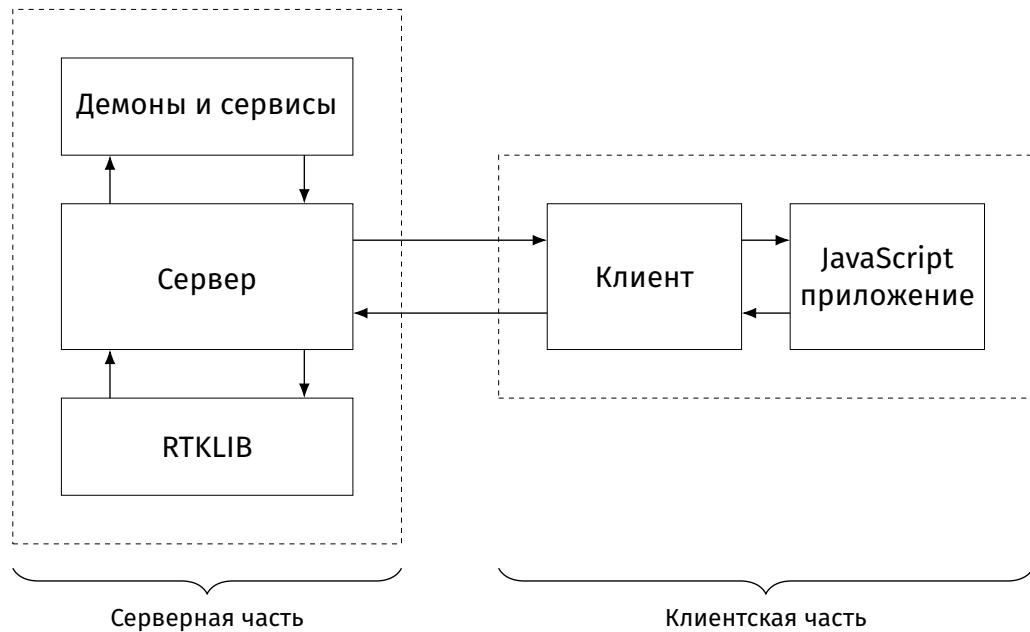 Демоны и сервисы
Сервер
RTKLIB
Клиент
JavaScript
приложение
Серверная часть
Клиентская часть